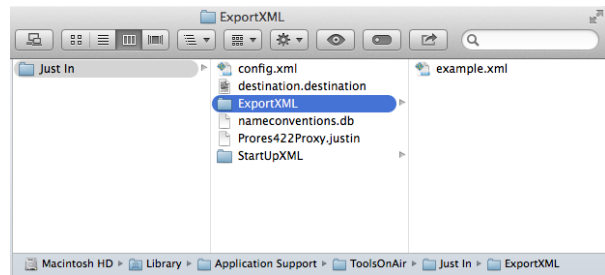 ExportXML
Just In
config.xml
destination.destination
ExportXML
nameconventions.db
Prores422Proxy.justin
StartUpXML
example.xml
Macintosh HD ▸ Library ▸ Application Support ▸ ToolsOnAir ▸ Just In ▸ ExportXML